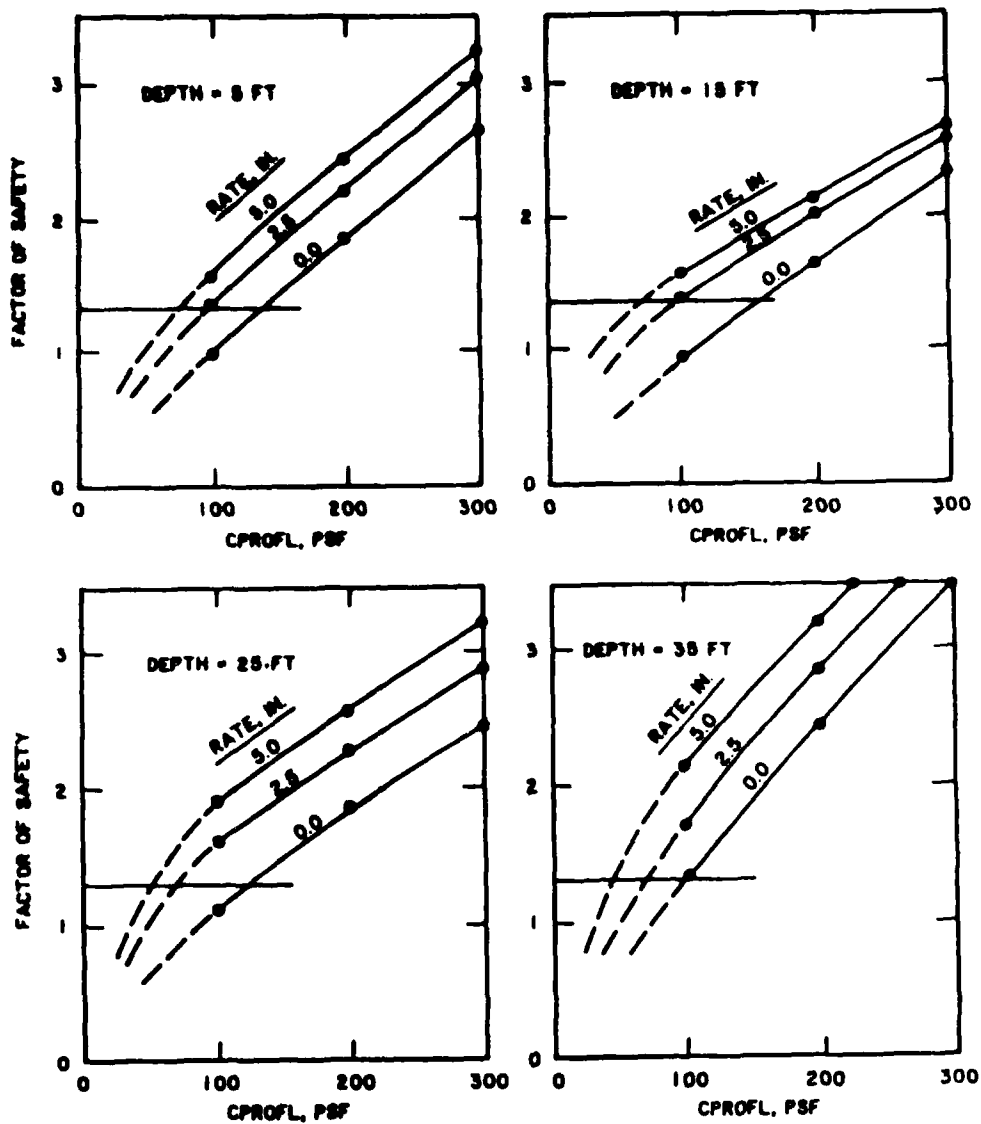 FACTOR OF SAFETY
3
2
1
0
DEPTH = 5 FT
RATE, IN.
5.0
2.5
0.0
0 100 200 300
CPROFL, PSF
3
2
1
0
DEPTH = 15 FT
RATE, IN.
5.0
2.5
0.0
0 100 200 300
CPROFL, PSF
FACTOR OF SAFETY
3
2
1
0
DEPTH = 25 FT
RATE, IN.
5.0
2.5
0.0
0 100 200 300
CPROFL, PSF
3
2
1
0
DEPTH = 35 FT
RATE, IN.
5.0
2.5
0.0
0 100 200 300
CPROFL, PSF